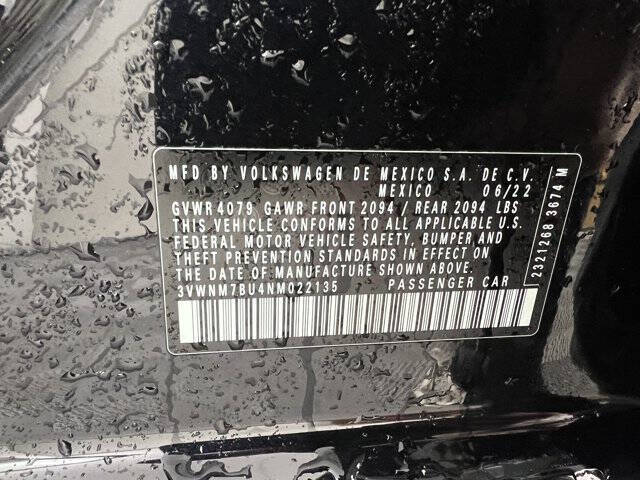 MFD BY VOLKSWAGEN DE MEXICO S.A. DE C.V.
MEXICO 06/22
GVWR 4079 GAWR FRONT 2094 / REAR 2094 LBS
THIS VEHICLE CONFORMS TO ALL APPLICABLE U.S.
FEDERAL MOTOR VEHICLE SAFETY, BUMPER AND
THEFT PREVENTION STANDARDS IN EFFECT ON
THE DATE OF MANUFACTURE SHOWN ABOVE.
3VWNM7BU4NM022135 PASSENGER CAR
2321268 3674 M